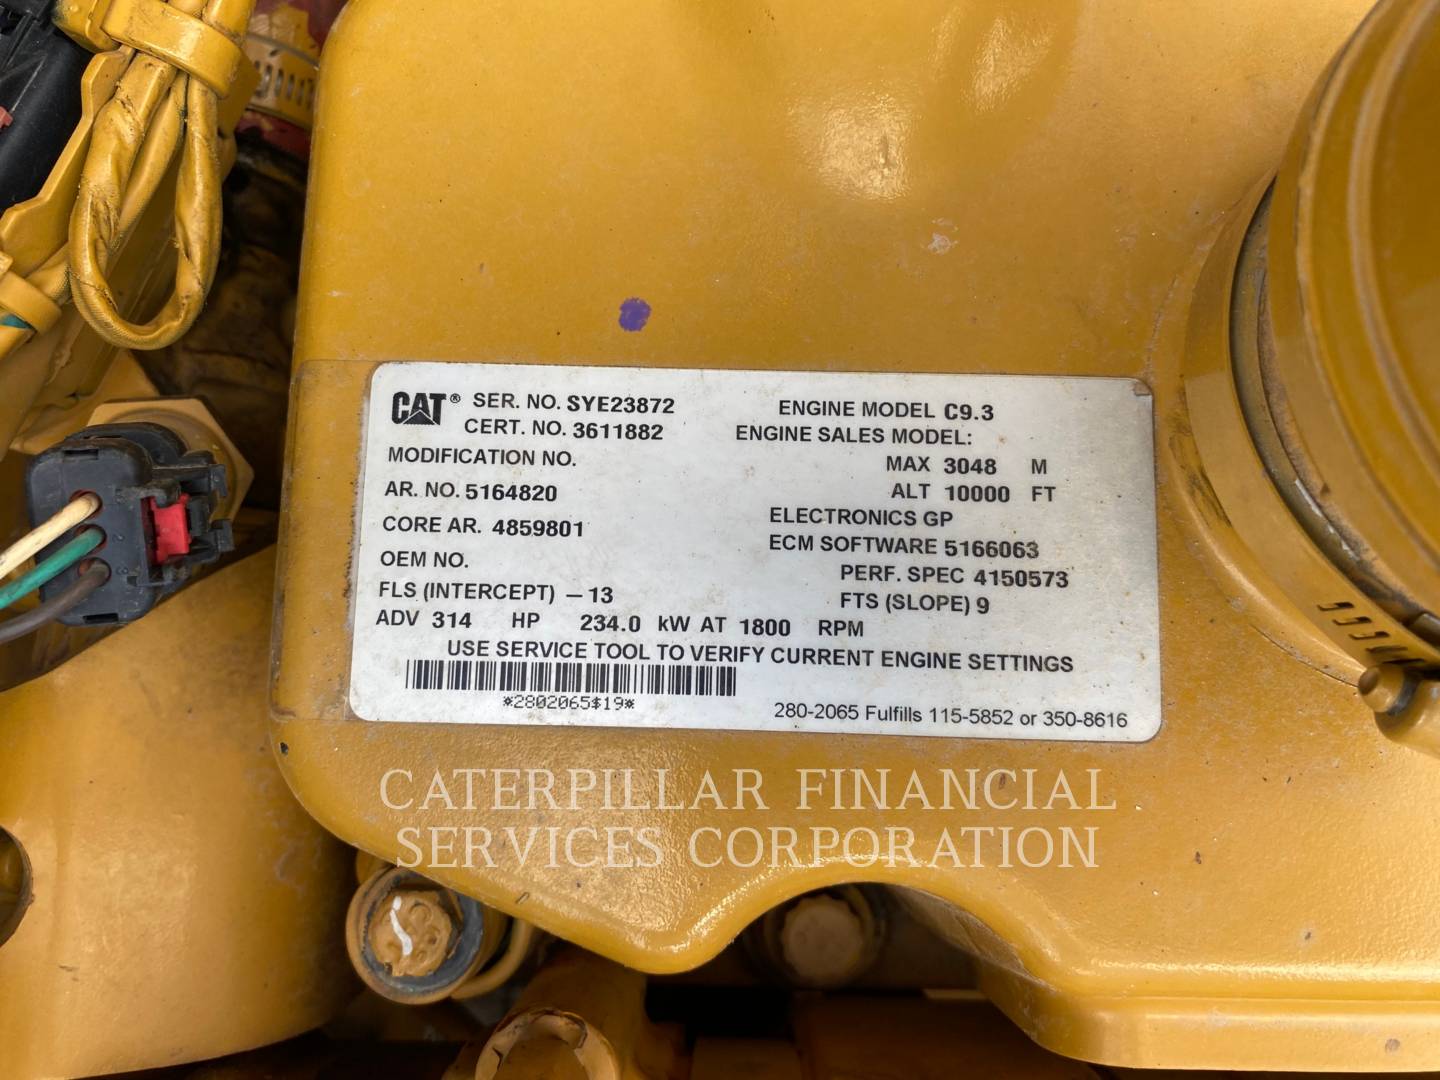 CAT® SER. NO. SYE23872 ENGINE MODEL C9.3
CERT. NO. 3611882 ENGINE SALES MODEL:
MODIFICATION NO. MAX 3048 M
AR. NO. 5164820 ALT 10000 FT
CORE AR. 4859801 ELECTRONICS GP
ECM SOFTWARE 5166063
OEM NO. PERF. SPEC 4150573
FLS (INTERCEPT) -13 FTS (SLOPE) 9
ADV 314 HP 234.0 kW AT 1800 RPM
USE SERVICE TOOL TO VERIFY CURRENT ENGINE SETTINGS
*2802065$19*
280-2065 Fulfills 115-5852 or 350-8616
CATERPILLAR FINANCIAL
SERVICES CORPORATION